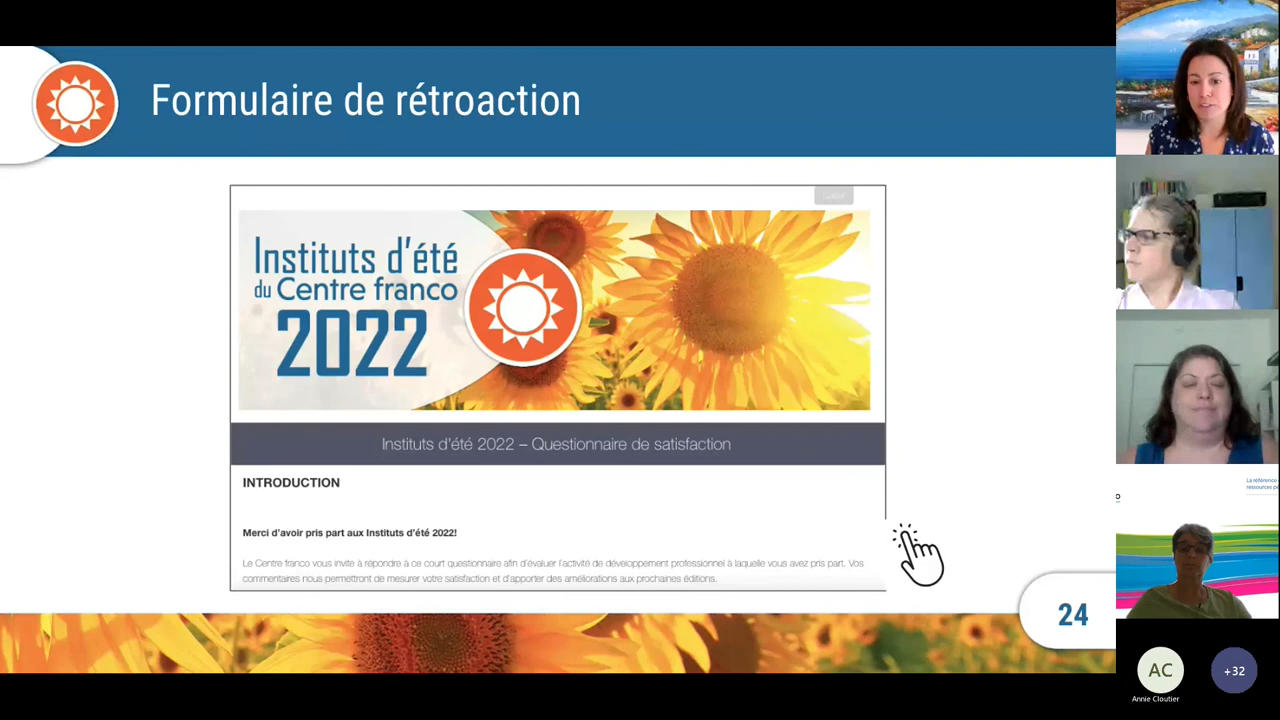 Formulaire de rétroaction
Instituts d'été
du Centre franco
2022
Instituts d'été 2022 – Questionnaire de satisfaction
INTRODUCTION
Merci d'avoir pris part aux Instituts d'été 2022!
Le Centre franco vous invite à répondre à ce court questionnaire afin d'évaluer l'activité de développement professionnel à laquelle vous avez pris part. Vos
commentaires nous permettront de mesurer votre satisfaction et d'apporter des améliorations aux prochaines éditions.
24
La référence
ressources
AC
Annie Cloutier
+32